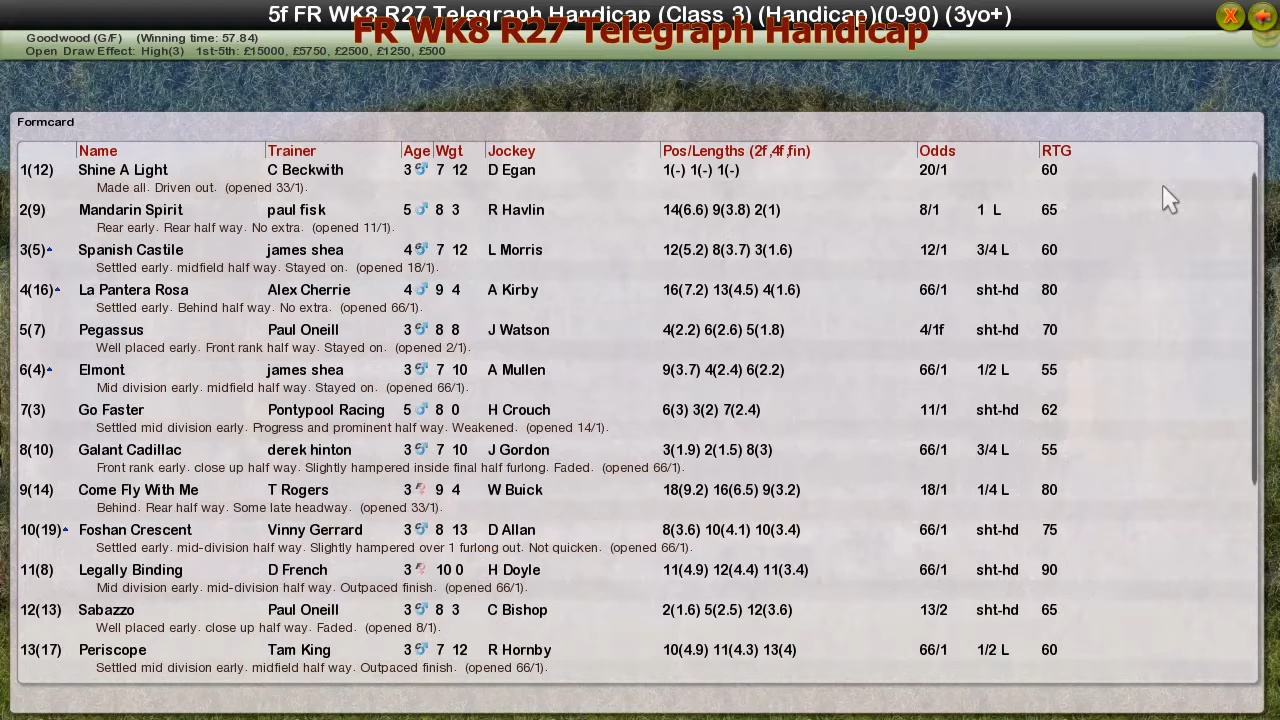 5f FR WK8 R27 Telegraph Handicap (Class 3) (Handicap)(0-90) (3yo+)
FR WK8 R27 Telegraph Handicap
Goodwood (G/F) (Winning time: 57.84)
Open Draw Effect: High(3) 1st-5th: £15000, £5750, £2500, £1250, £500
Formcard
Name Trainer Age Wgt Jockey Pos/Lengths (2f,4f,fin) Odds RTG
1(12) Shine A Light C Beckwith 3 7 12 D Egan 1(-) 1(-) 1(-) 20/1 60
Made all. Driven out. (opened 33/1).
2(9) Mandarin Spirit paul fisk 5 8 3 R Havlin 14(6.6) 9(3.8) 2(1) 8/1 1 L 65
Rear early. Rear half way. No extra. (opened 11/1).
3(5) Spanish Castile james shea 4 7 12 L Morris 12(5.2) 8(3.7) 3(1.6) 12/1 3/4 L 60
Settled early. midfield half way. Stayed on. (opened 18/1).
4(16) La Pantera Rosa Alex Cherrie 4 9 4 A Kirby 16(7.2) 13(4.5) 4(1.6) 66/1 sht-hd 80
Settled early. Behind half way. No extra. (opened 66/1).
5(7) Pegassus Paul Oneill 3 8 8 J Watson 4(2.2) 6(2.6) 5(1.8) 4/1f sht-hd 70
Well placed early. Front rank half way. Stayed on. (opened 2/1).
6(4) Elmont james shea 3 7 10 A Mullen 9(3.7) 4(2.4) 6(2.2) 66/1 1/2 L 55
Mid division early. midfield half way. Stayed on. (opened 66/1).
7(3) Go Faster Pontypool Racing 5 8 0 H Crouch 6(3) 3(2) 7(2.4) 11/1 sht-hd 62
Settled mid division early. Progress and prominent half way. Weakened. (opened 14/1).
8(10) Galant Cadillac derek hinton 3 7 10 J Gordon 3(1.9) 2(1.5) 8(3) 66/1 3/4 L 55
Front rank early. close up half way. Slightly hampered inside final half furlong. Faded. (opened 66/1).
9(14) Come Fly With Me T Rogers 3 9 4 W Buick 18(9.2) 16(6.5) 9(3.2) 18/1 1/4 L 80
Behind. Rear half way. Some late headway. (opened 33/1).
10(19) Foshan Crescent Vinny Gerrard 3 8 13 D Allan 8(3.6) 10(4.1) 10(3.4) 66/1 sht-hd 75
Settled early. mid-division half way. Slightly hampered over 1 furlong out. Not quicken. (opened 66/1).
11(8) Legally Binding D French 3 10 0 H Doyle 11(4.9) 12(4.4) 11(3.4) 66/1 sht-hd 90
Mid division early. mid-division half way. Outpaced finish. (opened 66/1).
12(13) Sabazzo Paul Oneill 3 8 3 C Bishop 2(1.6) 5(2.5) 12(3.6) 13/2 sht-hd 65
Well placed early. close up half way. Faded. (opened 8/1).
13(17) Periscope Tam King 3 7 12 R Hornby 10(4.9) 11(4.3) 13(4) 66/1 1/2 L 60
Settled mid division early. midfield half way. Outpaced finish. (opened 66/1).